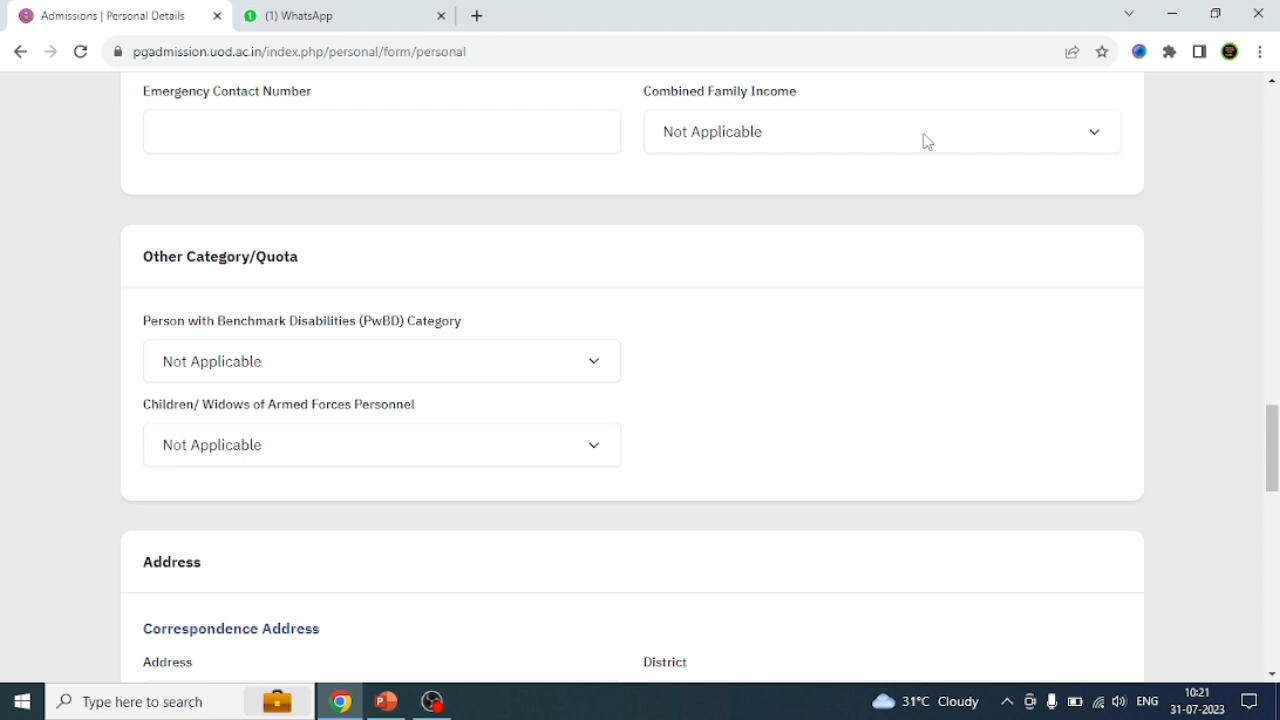 Admissions | Personal Details
(1) WhatsApp
pgadmission.uod.ac.in/index.php/personal/form/personal
Emergency Contact Number
Combined Family Income
Not Applicable
Other Category/Quota
Person with Benchmark Disabilities (PwBD) Category
Not Applicable
Children/ Widows of Armed Forces Personnel
Not Applicable
Address
Correspondence Address
Address
District
Type here to search
31°C Cloudy
ENG
10:21
31-07-2023